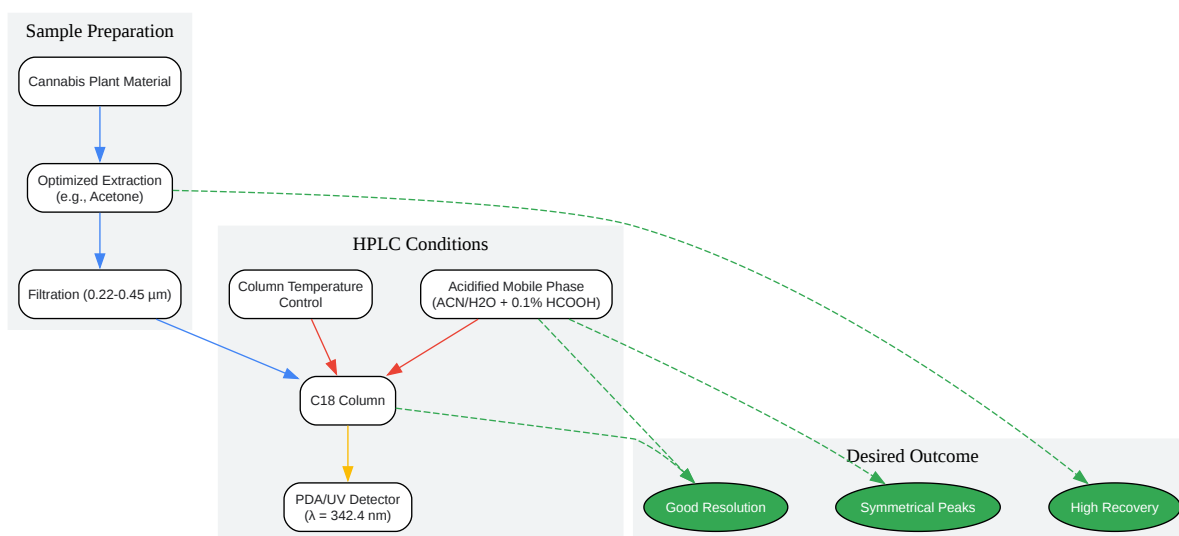 Sample Preparation
Cannabis Plant Material
Optimized Extraction
(e.g., Acetone)
Filtration (0.22-0.45 µm)
HPLC Conditions
Column Temperature
Control
Acidified Mobile Phase
(ACN/H2O + 0.1% HCOOH)
C18 Column
PDA/UV Detector
(λ = 342.4 nm)
Desired Outcome
Good Resolution
Symmetrical Peaks
High Recovery